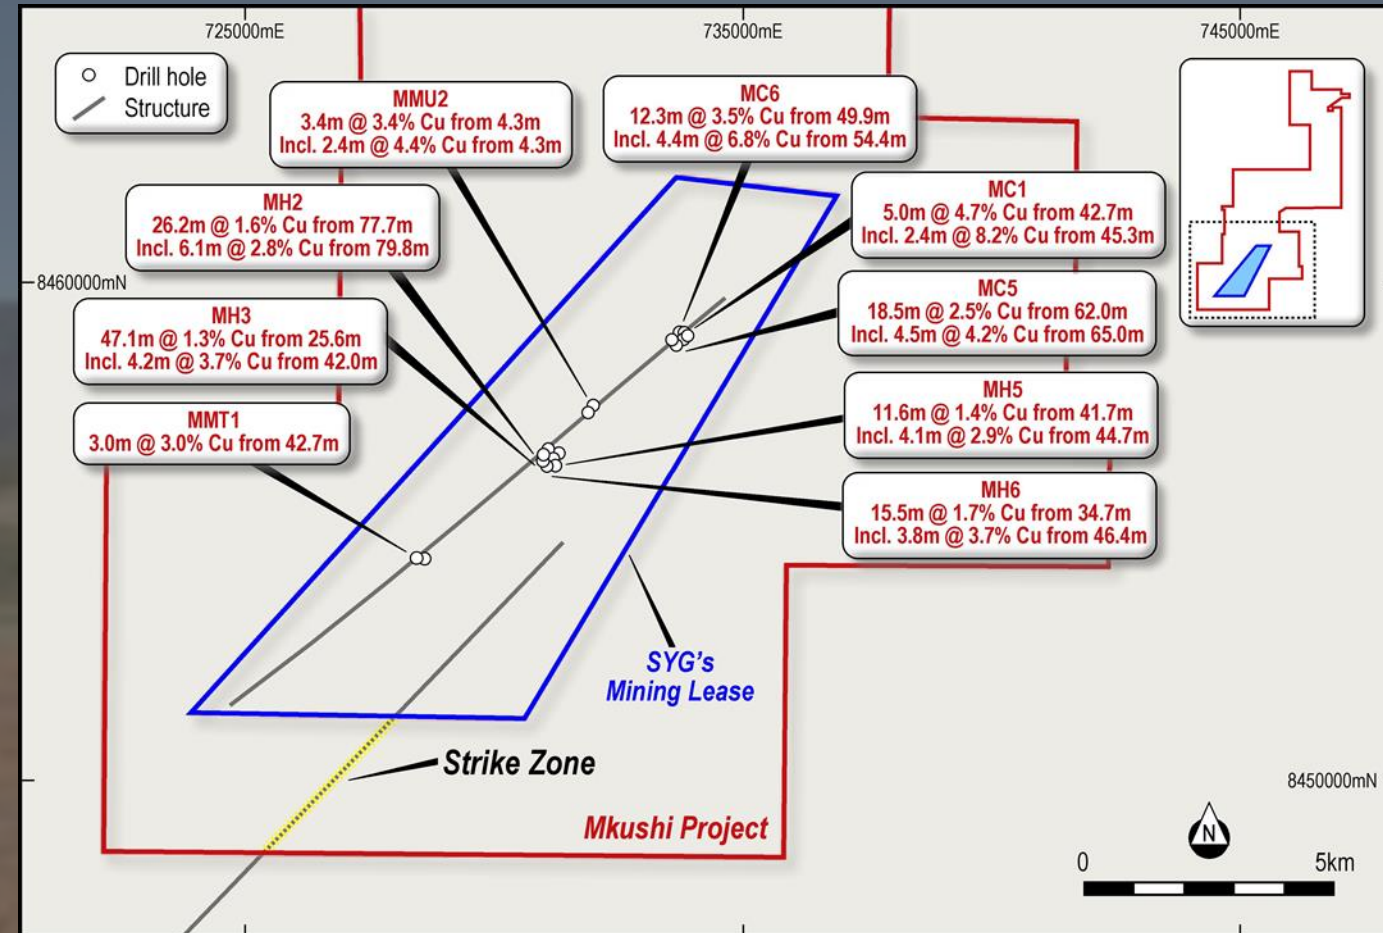 725000mE
735000mE
745000mE
Drill hole
Structure
MMU2
3.4m @ 3.4% Cu from 4.3m
Incl. 2.4m @ 4.4% Cu from 4.3m
MC6
12.3m @ 3.5% Cu from 49.9m
Incl. 4.4m @ 6.8% Cu from 54.4m
MH2
26.2m @ 1.6% Cu from 77.7m
Incl. 6.1m @ 2.8% Cu from 79.8m
MC1
5.0m @ 4.7% Cu from 42.7m
Incl. 2.4m @ 8.2% Cu from 45.3m
8460000mN
MH3
47.1m @ 1.3% Cu from 25.6m
Incl. 4.2m @ 3.7% Cu from 42.0m
MC5
18.5m @ 2.5% Cu from 62.0m
Incl. 4.5m @ 4.2% Cu from 65.0m
MMT1
3.0m @ 3.0% Cu from 42.7m
MH5
11.6m @ 1.4% Cu from 41.7m
Incl. 4.1m @ 2.9% Cu from 44.7m
MH6
15.5m @ 1.7% Cu from 34.7m
Incl. 3.8m @ 3.7% Cu from 46.4m
SYG's
Mining Lease
Strike Zone
8450000mN
Mkushi Project
N
0
5km